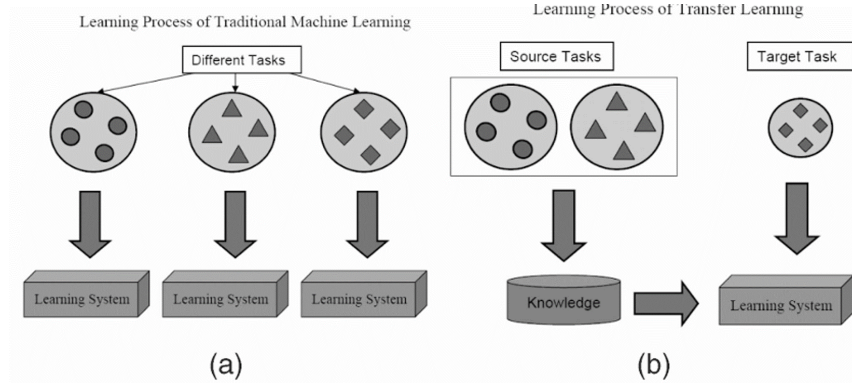 Learning Process of Traditional Machine Learning
Different Tasks
Learning System
Learning System
Learning System
(a)
Learning Process of Transfer Learning
Source Tasks
Target Task
Knowledge
Learning System
(b)